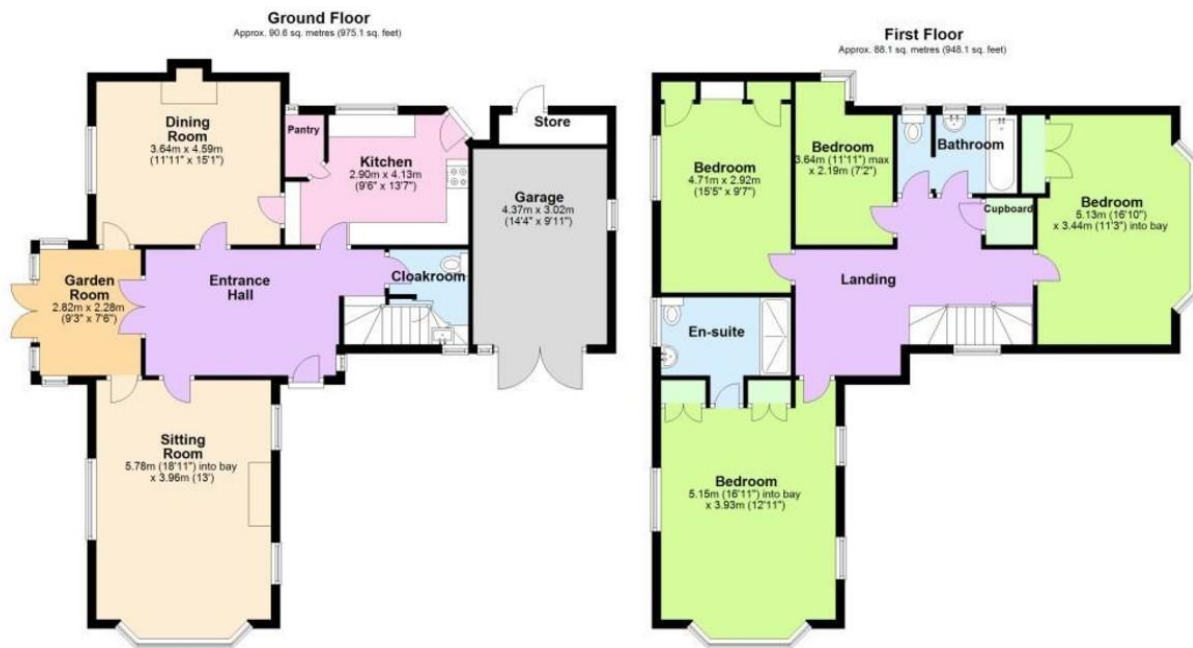 Ground Floor
Approx. 90.6 sq. metres (975.1 sq. feet)
Dining
Room
3.64m x 4.59m
(11'11" x 15'1")
Pantry
Kitchen
2.90m x 4.13m
(9'6" x 13'7")
Store
Garage
4.37m x 3.02m
(14'4" x 9'11")
Garden
Room
2.82m x 2.28m
(9'3" x 7'6")
Entrance
Hall
Cloakroom
Sitting
Room
5.78m (18'11") into bay
x 3.96m (13')
First Floor
Approx. 88.1 sq. metres (948.1 sq. feet)
Bedroom
4.71m x 2.92m
(15'5" x 9'7")
Bedroom
3.64m (11'11") max
x 2.19m (7'2")
Bathroom
Bedroom
5.13m (16'10")
x 3.44m (11'3") into bay
Cupboard
Landing
En-suite
Bedroom
5.15m (16'11") into bay
x 3.93m (12'11")